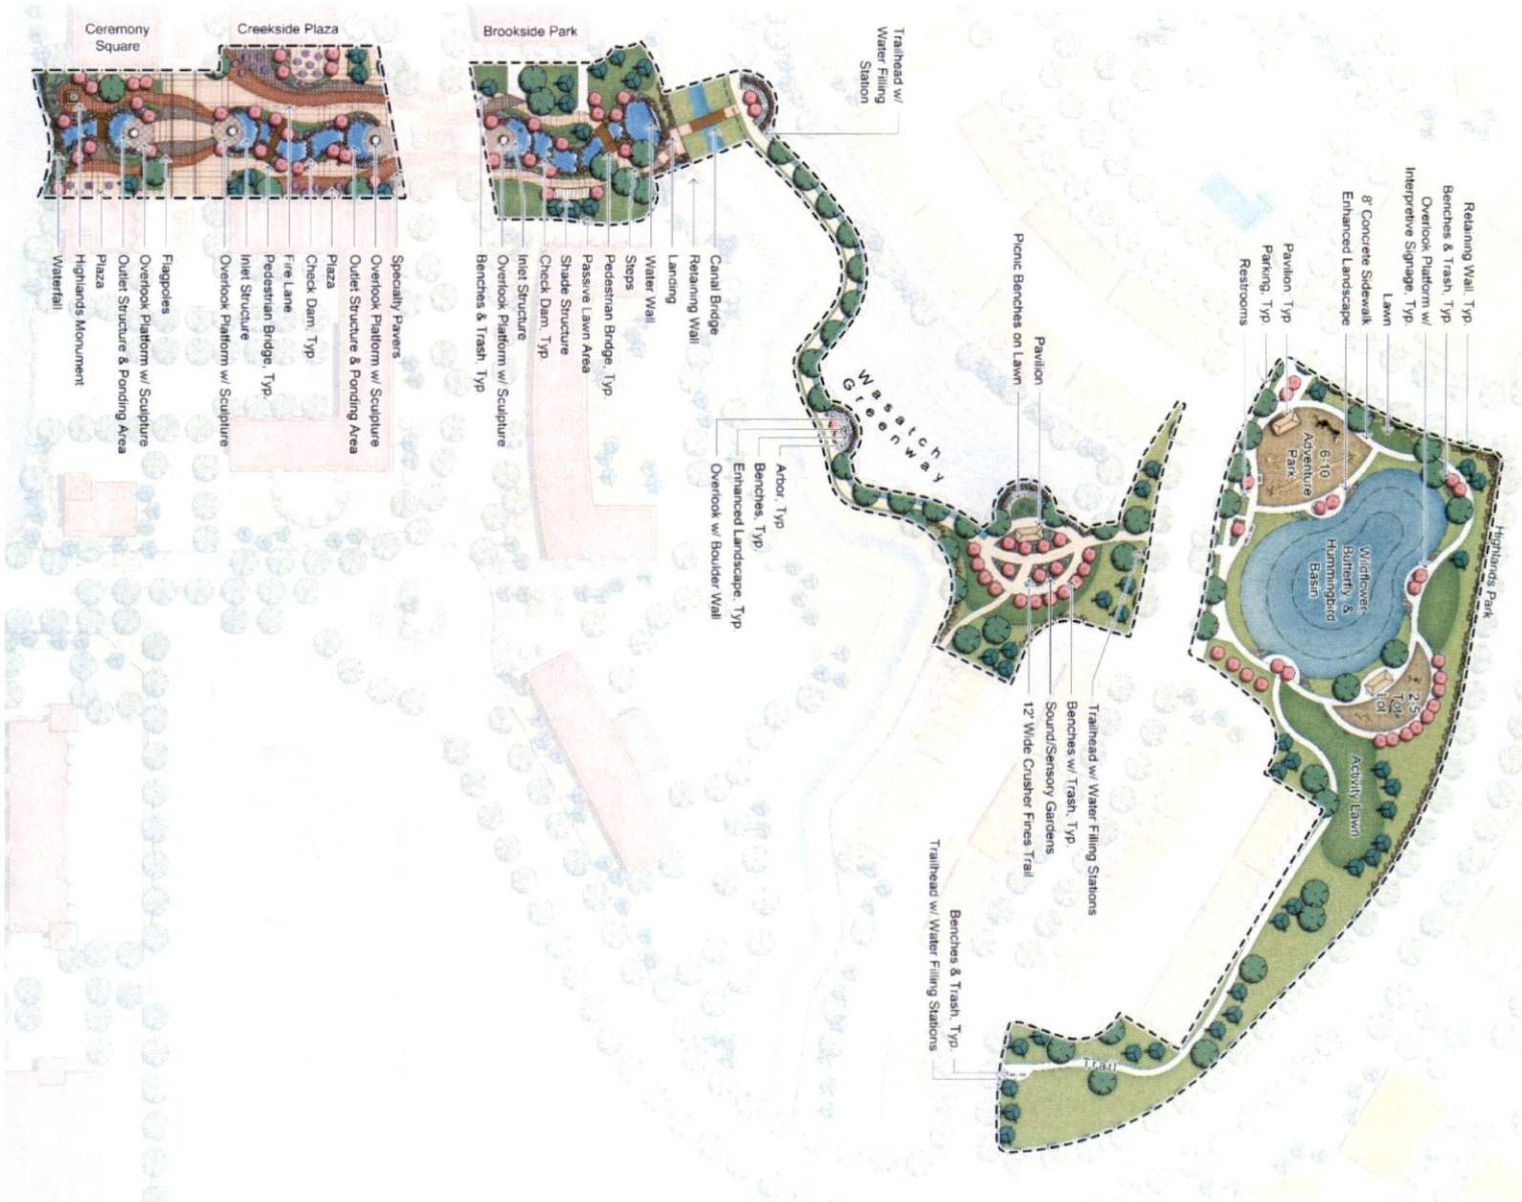 Ceremony
Square
Creekside Plaza
Brookside Park
Trailhead w/
Water Filling
Station
Waterfall
Highlands Monument
Plaza
Outlet Structure & Ponding Area
Overlook Platform w/ Sculpture
Flagpoles
Overlook Platform w/ Sculpture
Inlet Structure
Pedestrian Bridge, Typ.
Fire Lane
Check Dam, Typ.
Plaza
Outlet Structure & Ponding Area
Overlook Platform w/ Sculpture
Specialty Pavers
Benches & Trash, Typ
Overlook Platform w/ Sculpture
Inlet Structure
Check Dam, Typ.
Shade Structure
Passive Lawn Area
Pedestrian Bridge, Typ.
Steps
Water Wall
Landing
Retaining Wall
Canal Bridge
Wasatch
Greenway
Arbor, Typ
Benches, Typ.
Enhanced Landscape, Typ
Overlook w/ Boulder Wall
Pavilion
Picnic Benches on Lawn
Trailhead w/ Water Filling Stations
Benches w/ Trash, Typ.
Sound/Sensory Gardens
12' Wide Crusher Fines Trail
Retaining Wall, Typ.
Benches & Trash, Typ
Overlook Platform w/
Interpretive Signage, Typ
Lawn
8' Concrete Sidewalk
Enhanced Landscape
Pavilion, Typ
Parking, Typ.
Restrooms
Highlands Park
6-10
Adventure
Park
Wildflower-
Butterfly &
Hummingbird
Basin
2-5
Tot
Lot
Activity Lawn
Trail
Benches & Trash, Typ.
Trailhead w/ Water Filling Stations